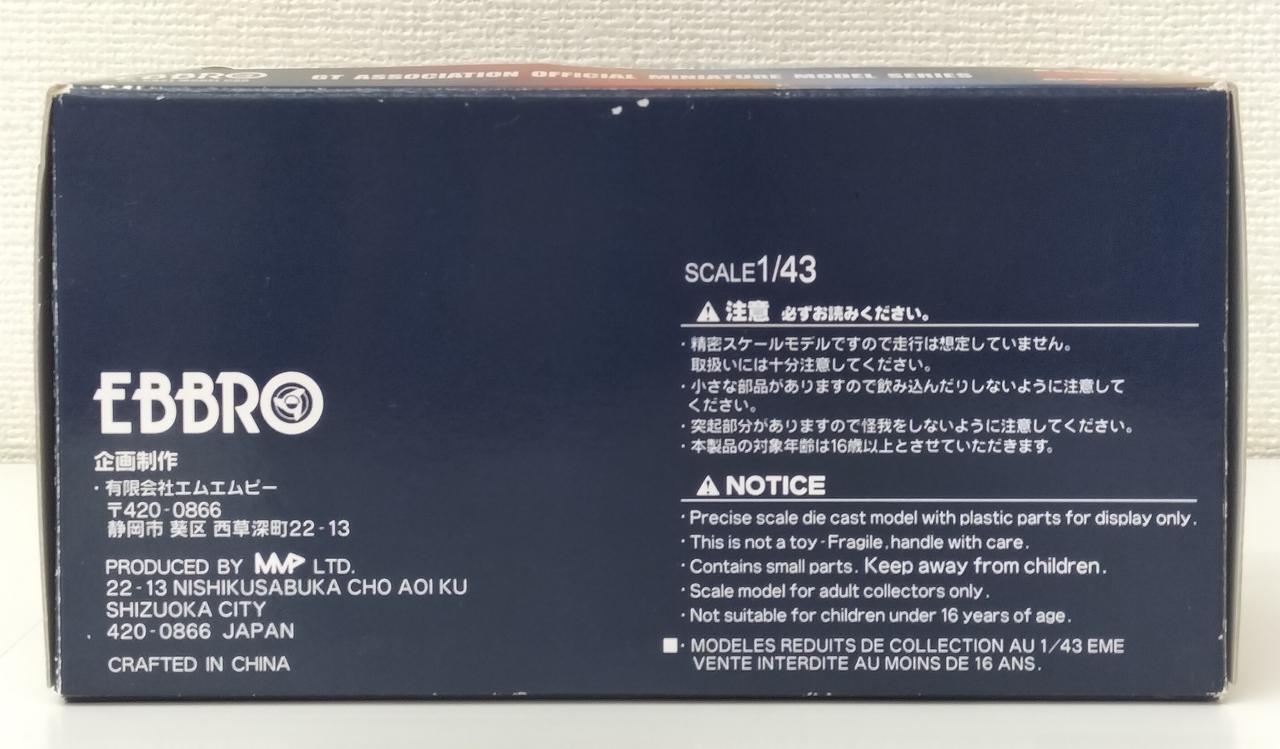 EBBRO GT ASSOCIATION OFFICIAL MINIATURE MODEL SERIES
EBBRO
企画制作
・有限会社エムエムピー
〒420-0866
静岡市 葵区 西草深町22-13
PRODUCED BY MMP LTD.
22-13 NISHIKUSABUKA CHO AOI KU
SHIZUOKA CITY
420-0866 JAPAN
CRAFTED IN CHINA
SCALE1/43
⚠注意 必ずお読みください。
・精密スケールモデルですので走行は想定していません。
取扱いには十分注意してください。
・小さな部品がありますので飲み込んだりしないように注意して
ください。
・突起部分がありますので怪我をしないように注意してください。
・本製品の対象年齢は16歳以上とさせていただきます。
⚠NOTICE
・Precise scale die cast model with plastic parts for display only.
・This is not a toy-Fragile,handle with care.
・Contains small parts. Keep away from children.
・Scale model for adult collectors only.
・Not suitable for children under 16 years of age.
■・MODELES REDUITS DE COLLECTION AU 1/43 EME
VENTE INTERDITE AU MOINS DE 16 ANS.